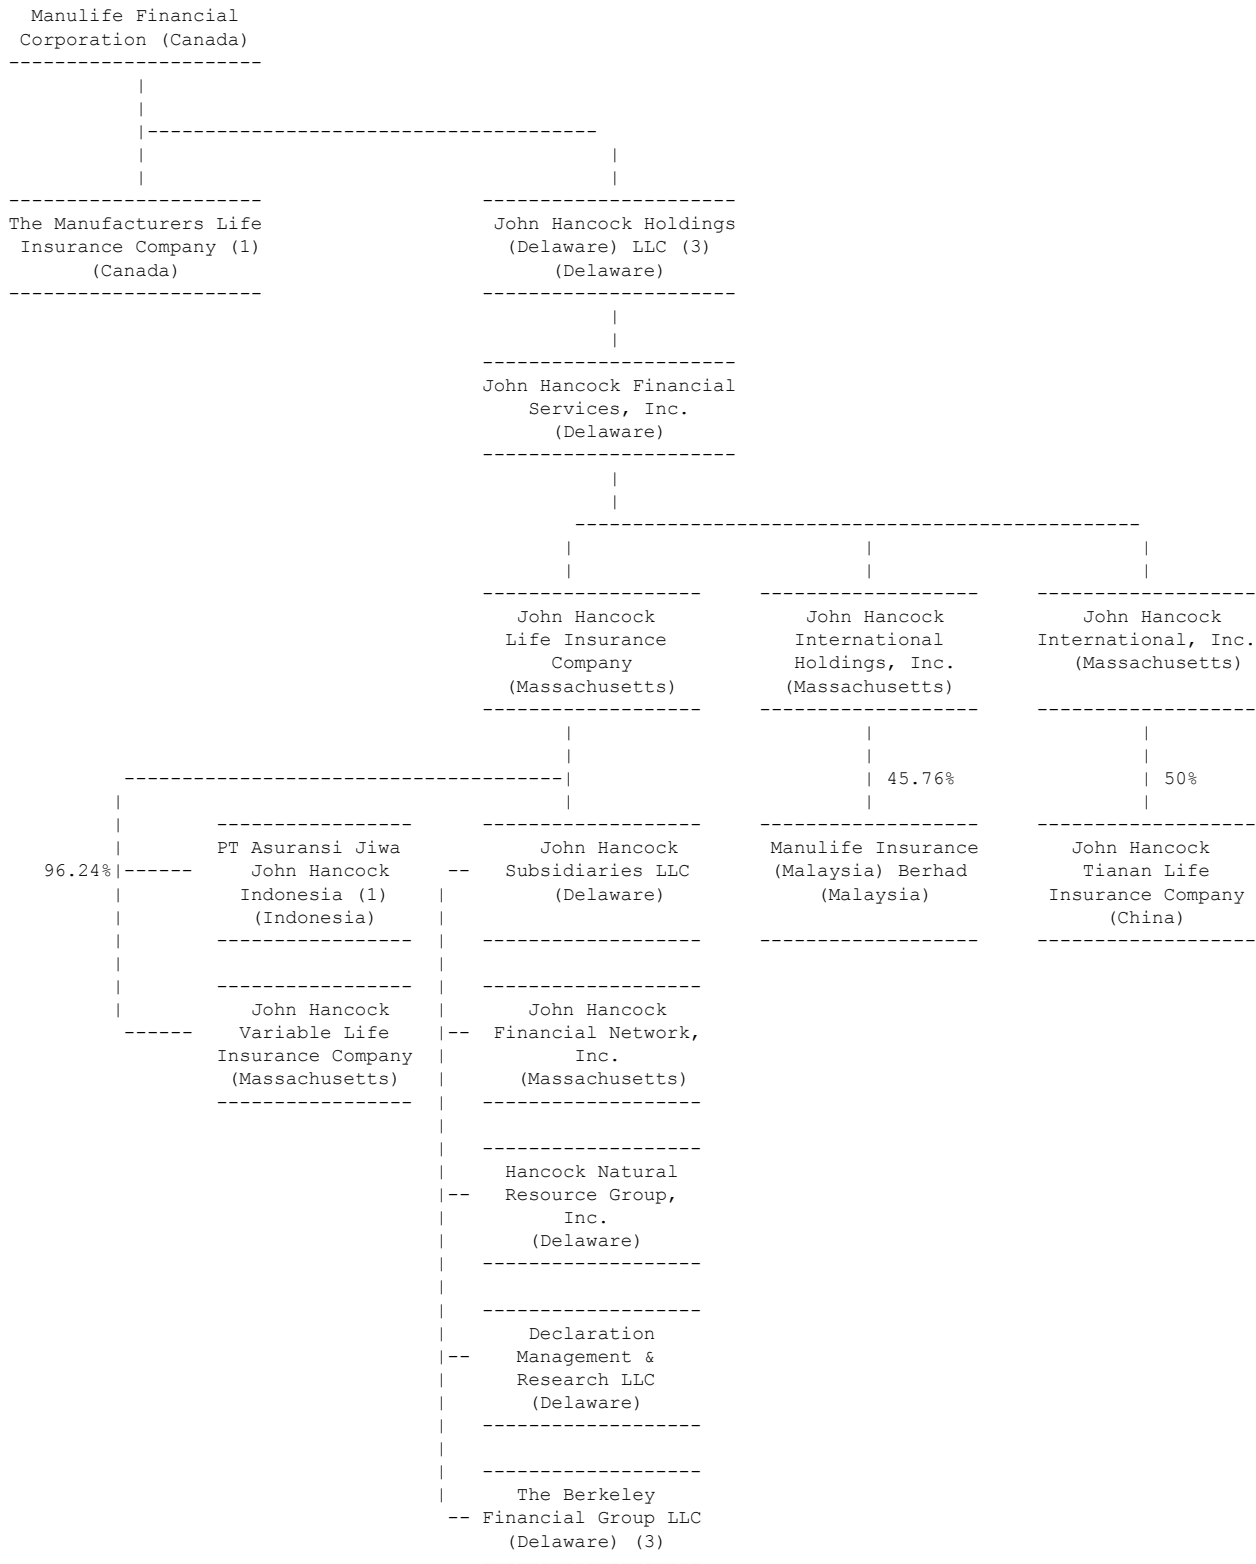 Manulife Financial
Corporation (Canada)
The Manufacturers Life
Insurance Company (1)
(Canada)
John Hancock Holdings
(Delaware) LLC (3)
(Delaware)
John Hancock Financial
Services, Inc.
(Delaware)
John Hancock
Life Insurance
Company
(Massachusetts)
John Hancock
International
Holdings, Inc.
(Massachusetts)
John Hancock
International, Inc.
(Massachusetts)
45.76%
50%
96.24%
PT Asuransi Jiwa
John Hancock
Indonesia (1)
(Indonesia)
John Hancock
Subsidiaries LLC
(Delaware)
Manulife Insurance
(Malaysia) Berhad
(Malaysia)
John Hancock
Tianan Life
Insurance Company
(China)
John Hancock
Variable Life
Insurance Company
(Massachusetts)
John Hancock
Financial Network,
Inc.
(Massachusetts)
Hancock Natural
Resource Group,
Inc.
(Delaware)
Declaration
Management &
Research LLC
(Delaware)
The Berkeley
Financial Group LLC
(Delaware) (3)